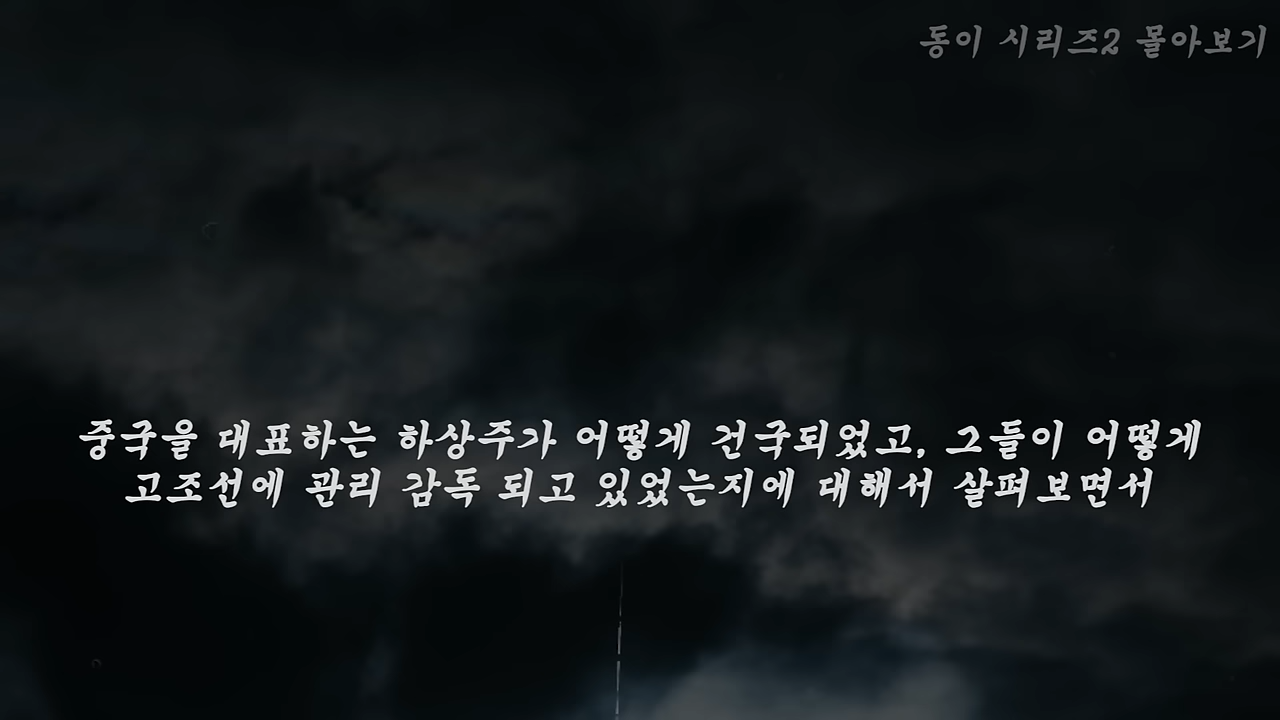 동이 시리즈2 몰아보기
중국을 대표하는 하상주가 어떻게 건국되었고, 그들이 어떻게
고조선에 관리 감독 되고 있었는지에 대해서 살펴보면서